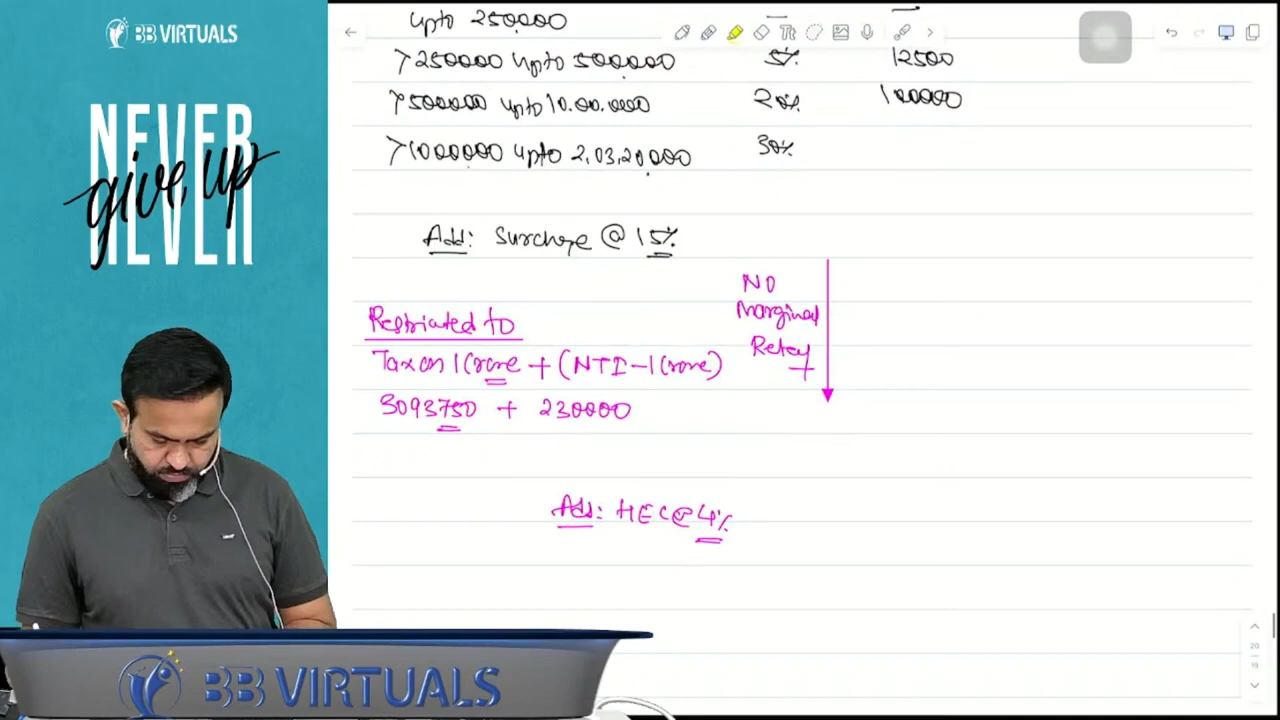 BB VIRTUALS
NEVER
give up
NEVER
upto 250000
>250000 upto 500000 5% 12500
>500000 upto 10.00.000 20% 100000
>1000000 upto 2,03,20,000 30%
Add: Surcharge @ 15%
No
Marginal
Relief
Restricted to
Tax on 1 Crore + (NTI - 1 Crore)
3093750 + 230000
Add: HEC @ 4%
20
19
BB VIRTUALS